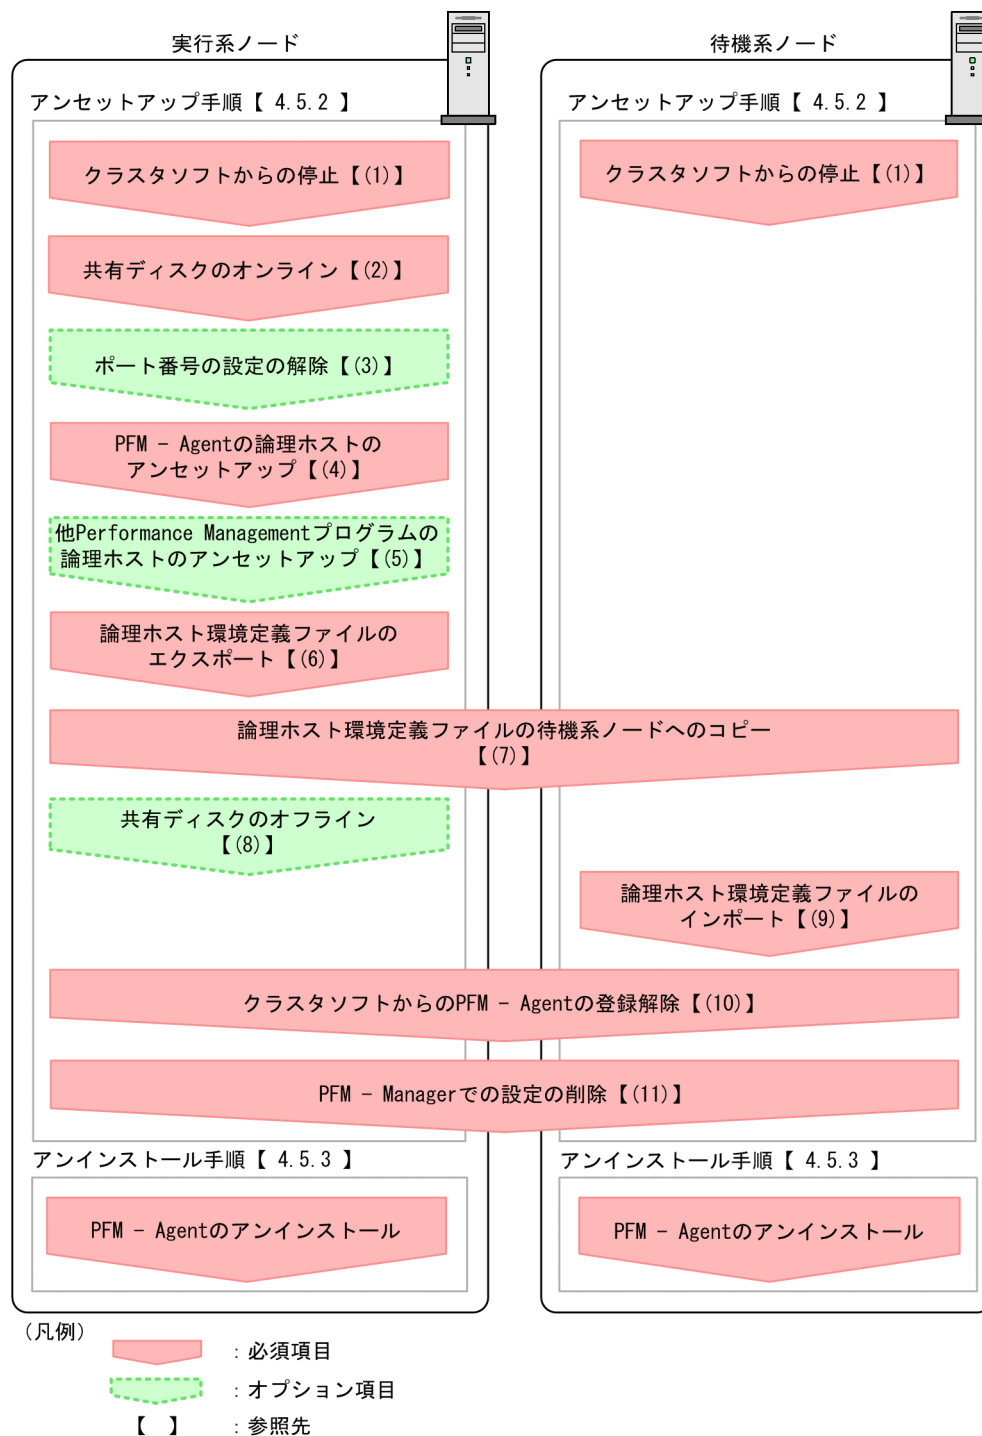 実行系ノード
待機系ノード
アンセットアップ手順【 4.5.2 】
アンセットアップ手順【 4.5.2 】
クラスタソフトからの停止【(1)】
クラスタソフトからの停止【(1)】
共有ディスクのオンライン【(2)】
ポート番号の設定の解除【(3)】
PFM - Agentの論理ホストの
アンセットアップ【(4)】
他Performance Managementプログラムの
論理ホストのアンセットアップ【(5)】
論理ホスト環境定義ファイルの
エクスポート【(6)】
論理ホスト環境定義ファイルの待機系ノードへのコピー
【(7)】
共有ディスクのオフライン
【(8)】
論理ホスト環境定義ファイルの
インポート【(9)】
クラスタソフトからのPFM - Agentの登録解除【(10)】
PFM - Managerでの設定の削除【(11)】
アンインストール手順【 4.5.3 】
アンインストール手順【 4.5.3 】
PFM - Agentのアンインストール
PFM - Agentのアンインストール
(凡例)
：必須項目
：オプション項目
【 】：参照先